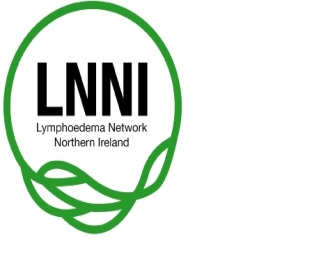 LNNI
Lymphoedema Network
Northern Ireland